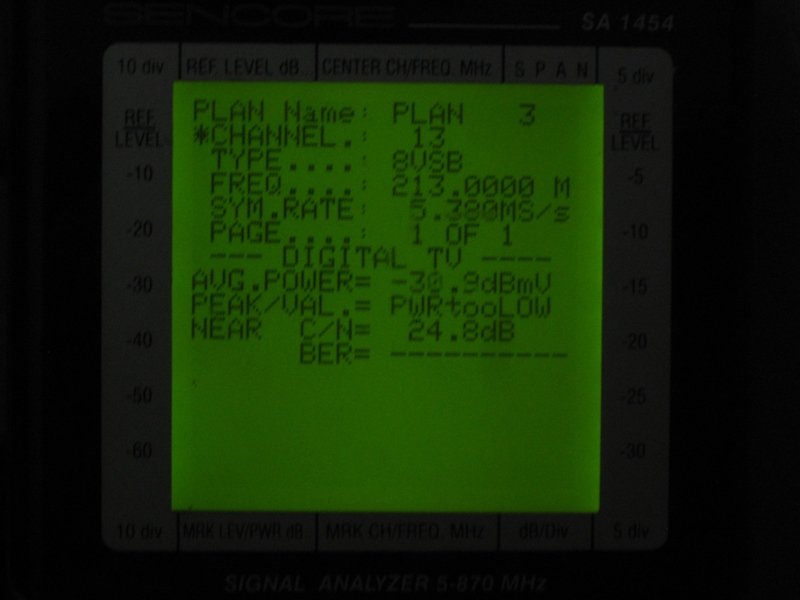 SENCORE SA 1454
10 div REF. LEVEL dB.. CENTER CH/FREQ. MHz S P A N 5 div
REF. LEVEL
-10
-20
-30
-40
-50
-60
PLAN Name: PLAN 3
*CHANNEL.: 13
TYPE....: 8VSB
FREQ....: 213.0000 M
SYM.RATE: 5.380MS/s
PAGE....: 1 OF 1
--- DIGITAL TV ----
AVG.POWER= -30.9dBmV
PEAK/VAL.= PWRtooLOW
NEAR C/N= 24.8dB
BER= ----------
REF. LEVEL
-5
-10
-15
-20
-25
-30
10 div MRK LEV/PWR dB.. MRK CH/FREQ. MHz dB/Div 5 div
SIGNAL ANALYZER 5-870 MHz